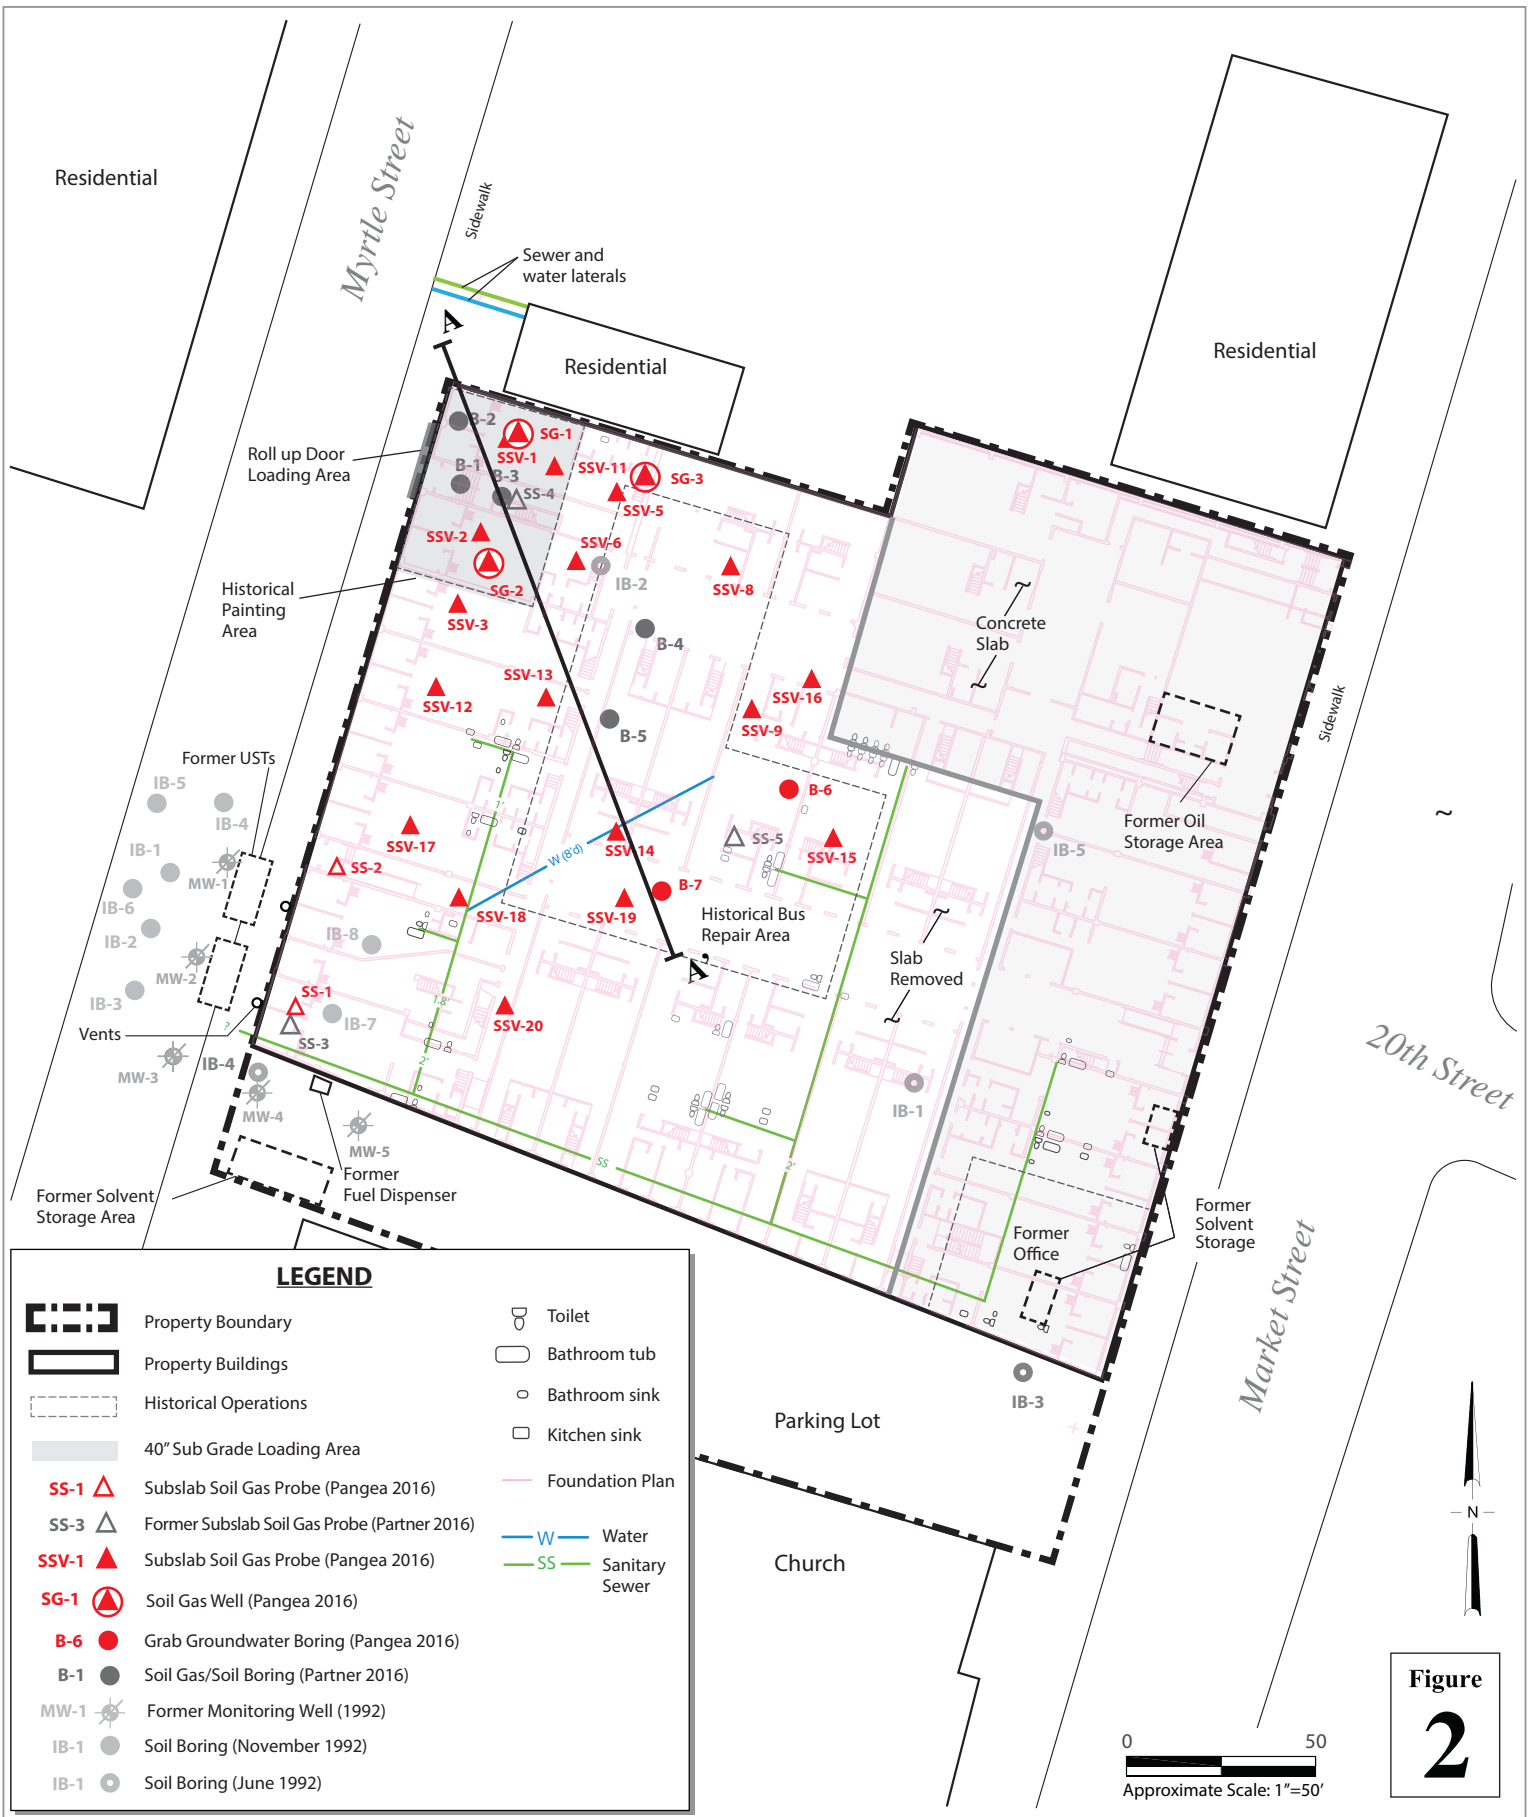 Residential
Myrtle Street
Sidewalk
Sewer and
water laterals
A
Residential
Residential
Roll up Door
Loading Area
B-2
SG-1
SSV-1
B-1
B-3
SS-4
SSV-11
SG-3
SSV-5
SSV-2
SG-2
SSV-6
IB-2
SSV-8
Historical
Painting
Area
SSV-3
B-4
Concrete
Slab
SSV-13
SSV-12
SSV-16
SSV-9
B-5
Sidewalk
Former USTs
IB-5
IB-4
1'
B-6
SSV-17
W (8'd)
SSV-14
SS-5
SSV-15
IB-5
Former Oil
Storage Area
IB-1
MW-1
SS-2
IB-6
B-7
SSV-18
SSV-19
Historical Bus
Repair Area
IB-2
IB-8
MW-2
A’
Slab
Removed
IB-3
SS-1
1.8'
IB-7
SSV-20
Vents
?
SS-3
2'
20th Street
MW-3
IB-4
MW-4
IB-1
MW-5
SS
2'
Former
Fuel Dispenser
Former Solvent
Storage Area
Former
Solvent
Storage
Former
Office
Market Street
IB-3
Parking Lot
Church
LEGEND
Property Boundary
Property Buildings
Historical Operations
40” Sub Grade Loading Area
SS-1 Subslab Soil Gas Probe (Pangea 2016)
SS-3 Former Subslab Soil Gas Probe (Partner 2016)
SSV-1 Subslab Soil Gas Probe (Pangea 2016)
SG-1 Soil Gas Well (Pangea 2016)
B-6 Grab Groundwater Boring (Pangea 2016)
B-1 Soil Gas/Soil Boring (Partner 2016)
MW-1 Former Monitoring Well (1992)
IB-1 Soil Boring (November 1992)
IB-1 Soil Boring (June 1992)
Toilet
Bathroom tub
Bathroom sink
Kitchen sink
Foundation Plan
W Water
SS Sanitary
Sewer
N
0 50
Approximate Scale: 1”=50’
Figure
2